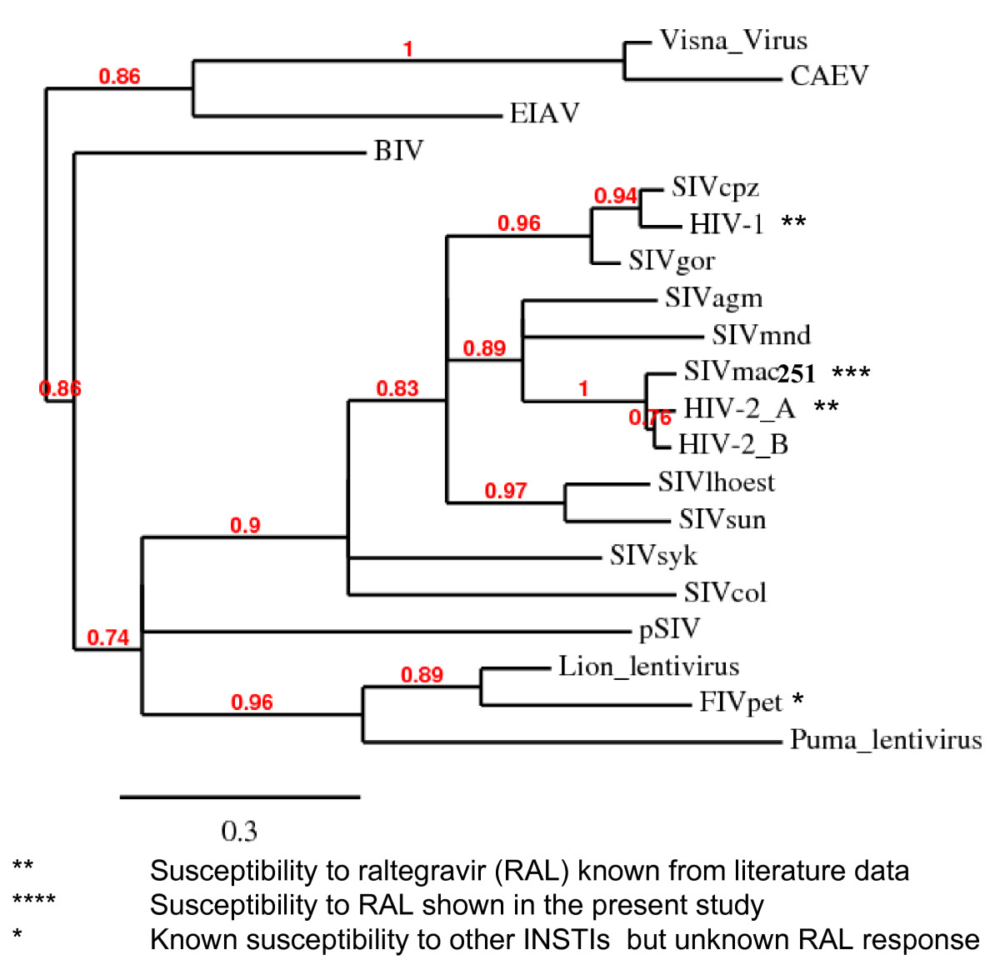 Visna_Virus
1
0.86
CAEV
EIAV
BIV
SIVcpz
0.94
HIV-1 **
0.96
SIVgor
SIVagm
SIVmnd
0.89
SIVmac251 ***
0.86
0.83
1
HIV-2_A **
0.76
HIV-2_B
SIVlhoest
0.97
SIVsun
0.9
SIVsyk
SIVcol
pSIV
0.74
Lion_lentivirus
0.89
FIVpet *
0.96
Puma_lentivirus
0.3
** Susceptibility to raltegravir (RAL) known from literature data
**** Susceptibility to RAL shown in the present study
* Known susceptibility to other INSTIs but unknown RAL response